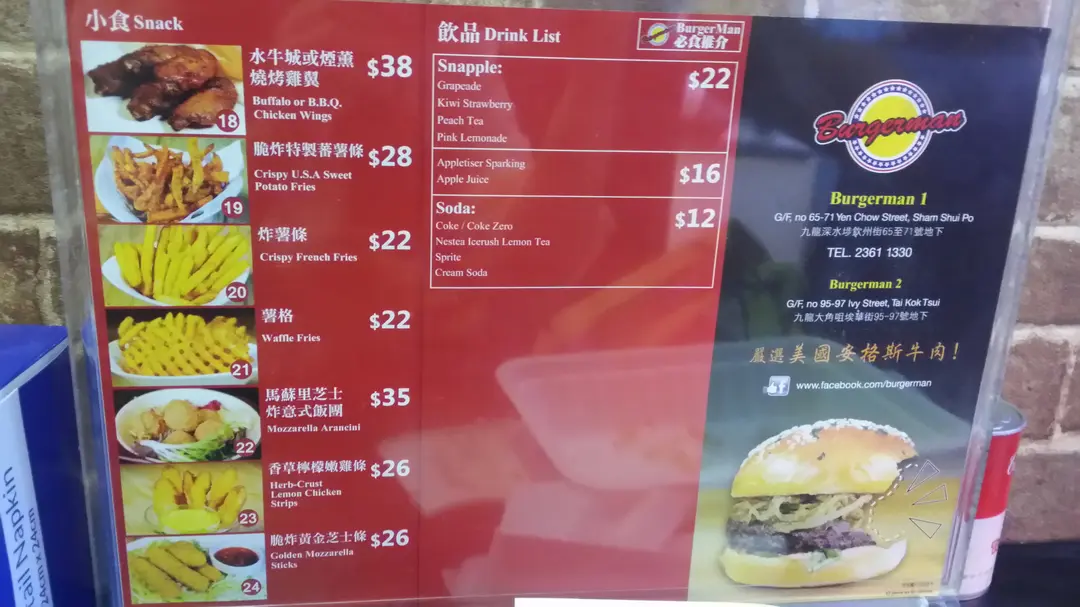 小食 Snack
水牛城或煙薰
燒烤雞翼
$38
Buffalo or B.B.Q.
Chicken Wings
18
脆炸特製蕃薯條
$28
Crispy U.S.A Sweet
Potato Fries
19
炸薯條
$22
Crispy French Fries
20
薯格
$22
Waffle Fries
21
馬蘇里芝士
炸意式飯團
$35
Mozzarella Arancini
22
香草檸檬嫩雞條
$26
Herb-Crust
Lemon Chicken
Strips
23
脆炸黃金芝士條
$26
Golden Mozzarella
Sticks
24
飲品 Drink List
BurgerMan
必食推介
Snapple:
$22
Grapeade
Kiwi Strawberry
Peach Tea
Pink Lemonade
Appletiser Sparking
Apple Juice
$16
Soda:
$12
Coke / Coke Zero
Nestea Icerush Lemon Tea
Sprite
Cream Soda
Burgerman
Burgerman 1
G/F, no 65-71 Yen Chow Street, Sham Shui Po
九龍深水埗欽州街65至71號地下
TEL. 2361 1330
Burgerman 2
G/F, no 95-97 Ivy Street, Tai Kok Tsui
九龍大角咀埃華街95-97號地下
嚴選美國安格斯牛肉!
www.facebook.com/burgerman
tail Napkin
24cm x 24cm